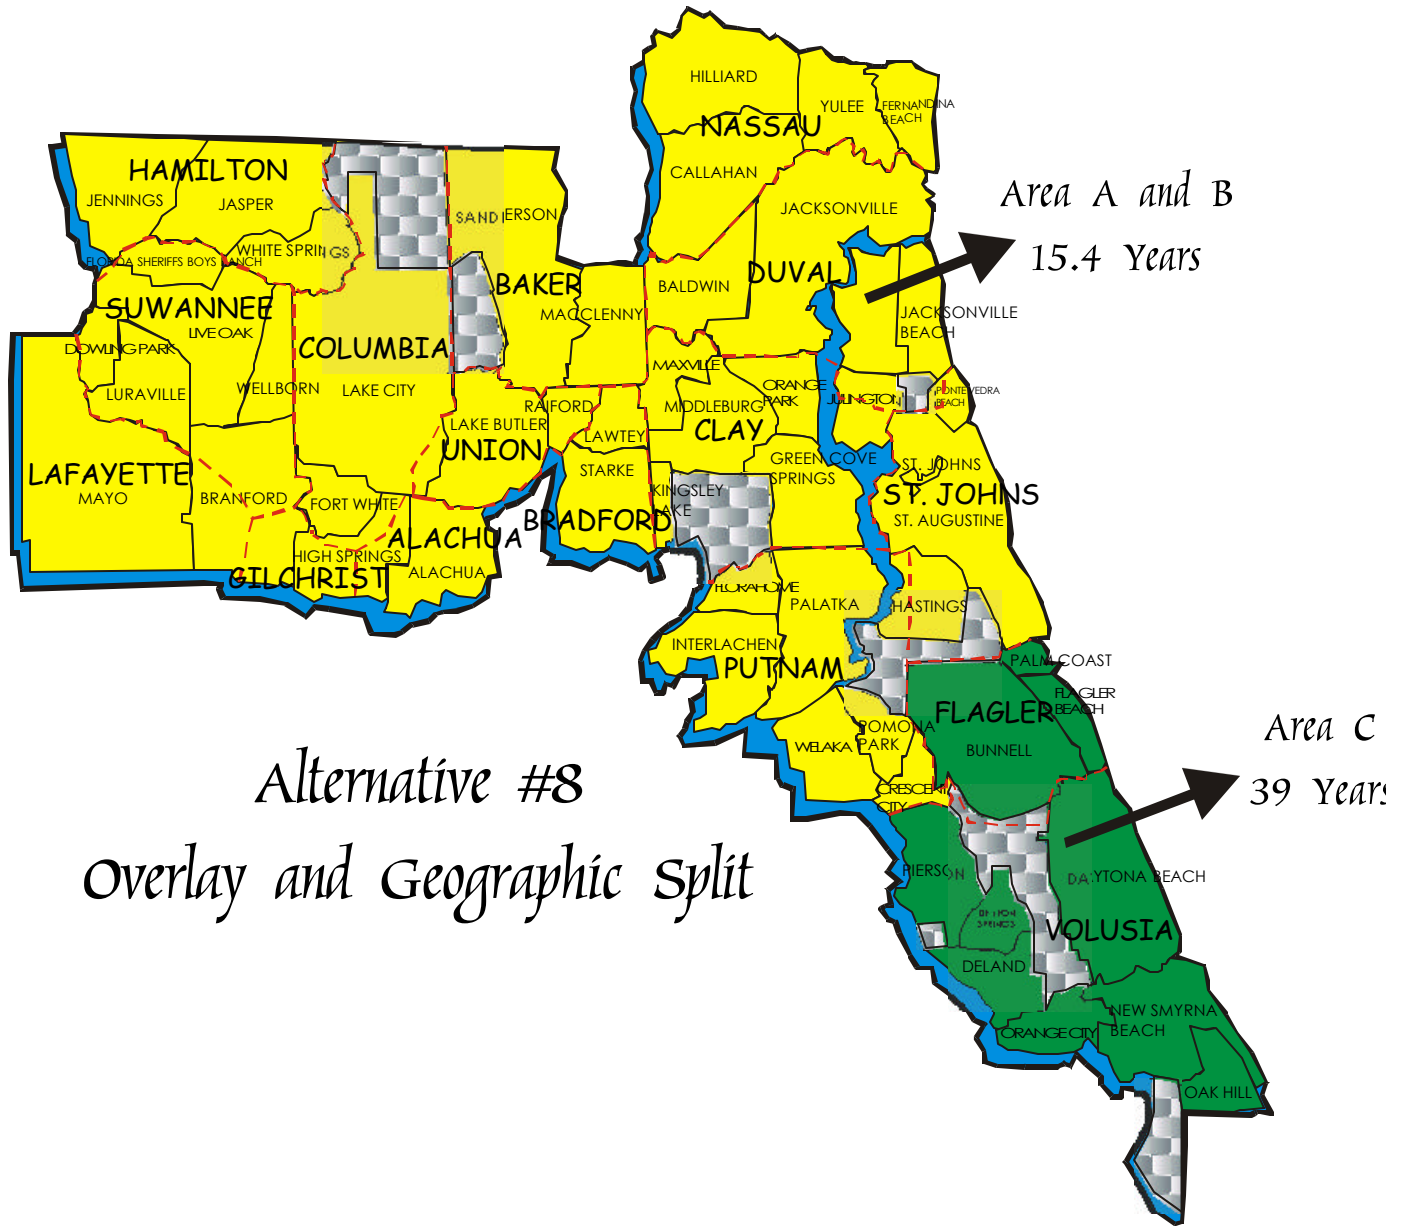 HILLIARD
YULEE
FERNANDINA
BEACH
NASSAU
CALLAHAN
HAMILTON
JENNINGS
JASPER
Area A and B
15.4 Years
JACKSONVILLE
SANDERSON
WHITE SPRINGS
FLORIDA SHERIFFS BOYS RANCH
DUVAL
BAKER
BALDWIN
SUWANNEE
LIVE OAK
MACCLENNY
JACKSONVILLE
BEACH
COLUMBIA
DOWLING PARK
MAXVILLE
LURAVILLE
WELLBORN
LAKE CITY
ORANGE
PARK
JULINGTON
PONTE VEDRA
BEACH
RAIFORD
MIDDLEBURG
LAKE BUTLER
LAWTEY
CLAY
UNION
LAFAYETTE
MAYO
BRANFORD
STARKE
GREEN COVE
SPRINGS
ST. JOHNS
ST. JOHNS
ST. AUGUSTINE
KINGSLEY
LAKE
FORT WHITE
BRADFORD
ALACHUA
HIGH SPRINGS
GILCHRIST
ALACHUA
FLORAHOME
PALATKA
HASTINGS
INTERLACHEN
PUTNAM
PALM COAST
FLAGLER
BEACH
FLAGLER
POMONA
PARK
WELAKA
BUNNELL
Area C
39 Years
CRESCENT
CITY
Alternative #8
Overlay and Geographic Split
PIERSON
DAYTONA BEACH
VOLUSIA
DELAND
NEW SMYRNA
BEACH
ORANGE CITY
OAK HILL